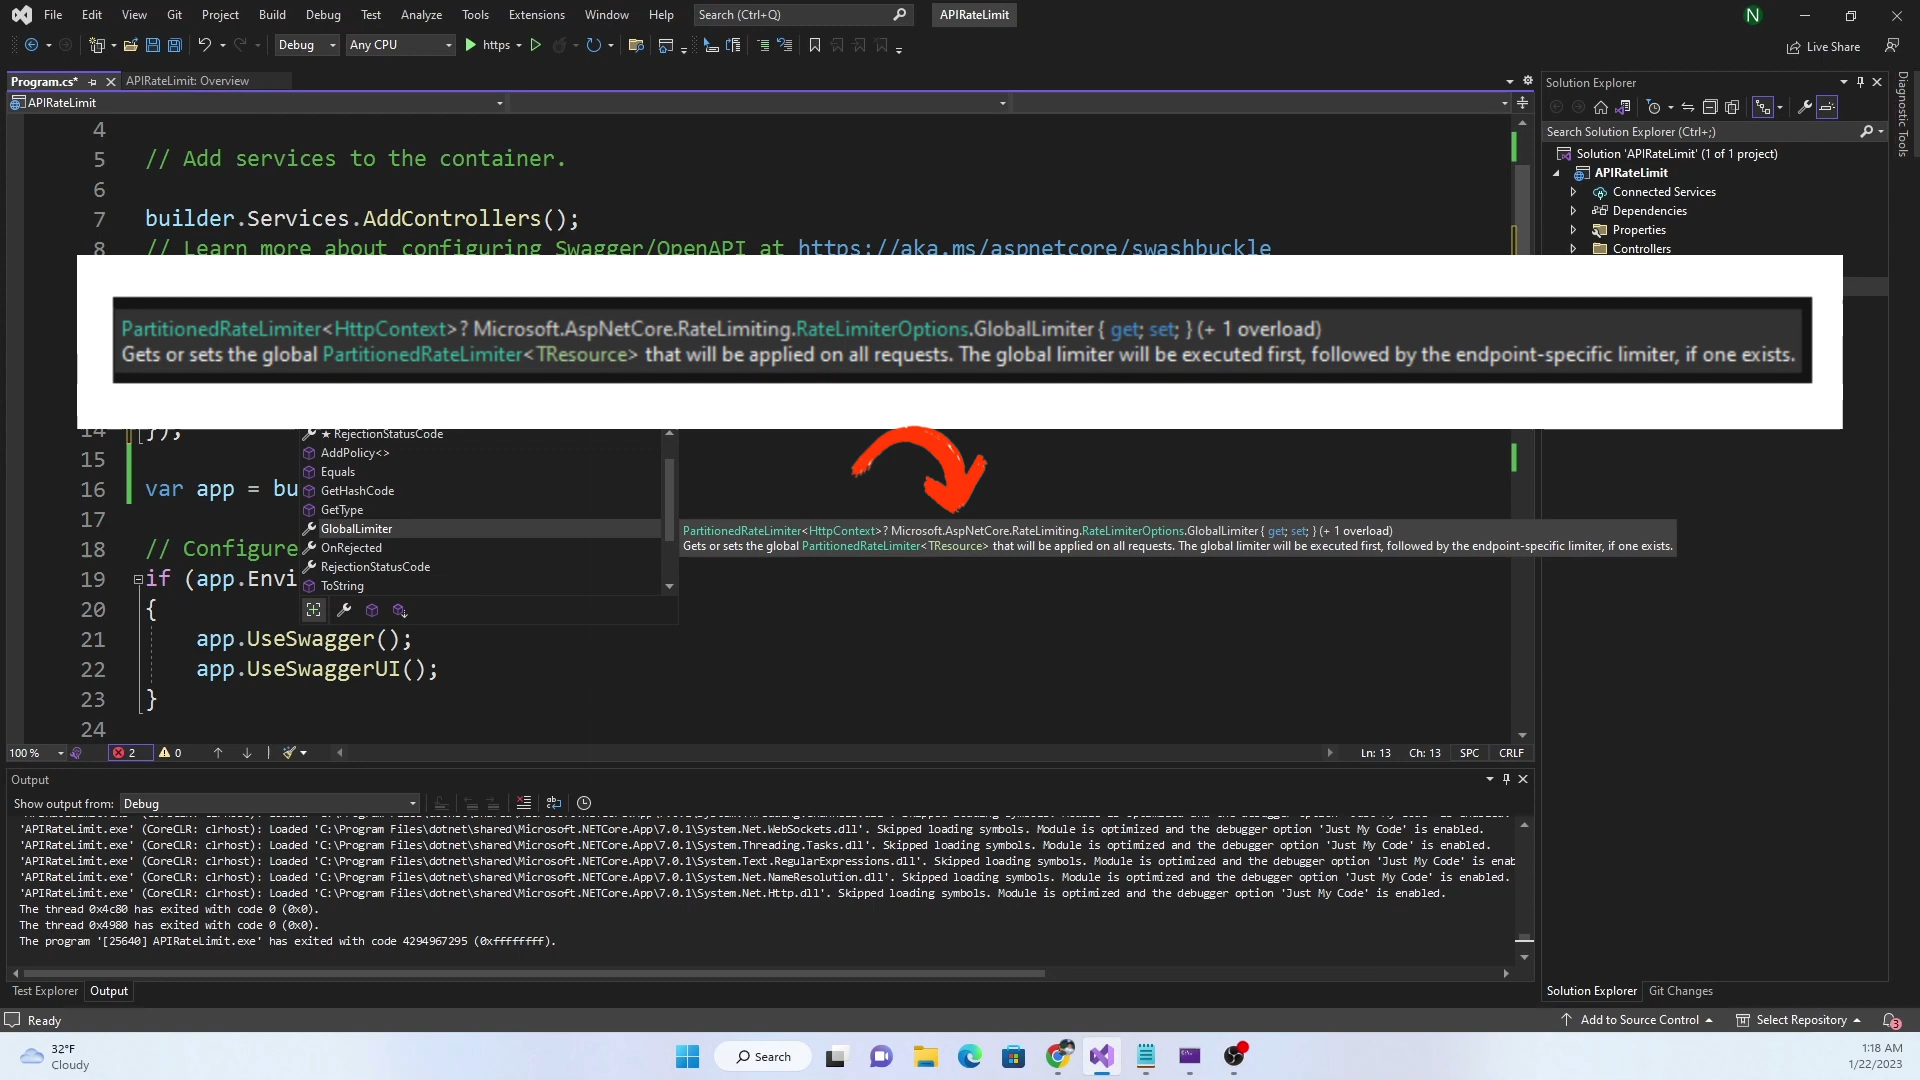 File Edit View Git Project Build Debug Test Analyze Tools Extensions Window Help Search (Ctrl+Q) APIRateLimit N
Debug Any CPU https Live Share
Program.cs* APIRateLimit: Overview
APIRateLimit
4
5 // Add services to the container.
6
7 builder.Services.AddControllers();
8 // Learn more about configuring Swagger/OpenAPI at https://aka.ms/aspnetcore/swashbuckle
PartitionedRateLimiter<HttpContext>? Microsoft.AspNetCore.RateLimiting.RateLimiterOptions.GlobalLimiter { get; set; } (+ 1 overload)
Gets or sets the global PartitionedRateLimiter<TResource> that will be applied on all requests. The global limiter will be executed first, followed by the endpoint-specific limiter, if one exists.
14 });
15
16 var app = bu
17
18 // Configure
19 if (app.Envi
20 {
21 app.UseSwagger();
22 app.UseSwaggerUI();
23 }
24
★ RejectionStatusCode
AddPolicy<>
Equals
GetHashCode
GetType
GlobalLimiter
OnRejected
RejectionStatusCode
ToString
PartitionedRateLimiter<HttpContext>? Microsoft.AspNetCore.RateLimiting.RateLimiterOptions.GlobalLimiter { get; set; } (+ 1 overload)
Gets or sets the global PartitionedRateLimiter<TResource> that will be applied on all requests. The global limiter will be executed first, followed by the endpoint-specific limiter, if one exists.
100 % 2 0 Ln: 13 Ch: 13 SPC CRLF
Output
Show output from: Debug
'APIRateLimit.exe' (CoreCLR: clrhost): Loaded 'C:\Program Files\dotnet\shared\Microsoft.NETCore.App\7.0.1\System.Net.WebSockets.dll'. Skipped loading symbols. Module is optimized and the debugger option 'Just My Code' is enabled.
'APIRateLimit.exe' (CoreCLR: clrhost): Loaded 'C:\Program Files\dotnet\shared\Microsoft.NETCore.App\7.0.1\System.Threading.Tasks.dll'. Skipped loading symbols. Module is optimized and the debugger option 'Just My Code' is enabled.
'APIRateLimit.exe' (CoreCLR: clrhost): Loaded 'C:\Program Files\dotnet\shared\Microsoft.NETCore.App\7.0.1\System.Text.RegularExpressions.dll'. Skipped loading symbols. Module is optimized and the debugger option 'Just My Code' is enab
'APIRateLimit.exe' (CoreCLR: clrhost): Loaded 'C:\Program Files\dotnet\shared\Microsoft.NETCore.App\7.0.1\System.Net.NameResolution.dll'. Skipped loading symbols. Module is optimized and the debugger option 'Just My Code' is enabled.
'APIRateLimit.exe' (CoreCLR: clrhost): Loaded 'C:\Program Files\dotnet\shared\Microsoft.NETCore.App\7.0.1\System.Net.Http.dll'. Skipped loading symbols. Module is optimized and the debugger option 'Just My Code' is enabled.
The thread 0x4c80 has exited with code 0 (0x0).
The thread 0x4980 has exited with code 0 (0x0).
The program '[25640] APIRateLimit.exe' has exited with code 4294967295 (0xffffffff).
Test Explorer Output
Solution Explorer
Search Solution Explorer (Ctrl+;)
Solution 'APIRateLimit' (1 of 1 project)
APIRateLimit
Connected Services
Dependencies
Properties
Controllers
Solution Explorer Git Changes
Diagnostic Tools
Ready Add to Source Control Select Repository 3
32°F
Cloudy
Search
1:18 AM
1/22/2023